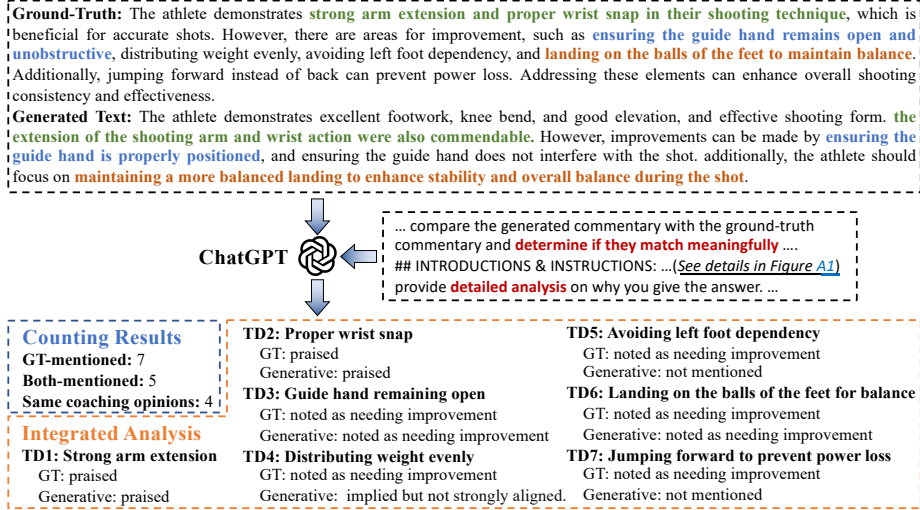 Ground-Truth: The athlete demonstrates strong arm extension and proper wrist snap in their shooting technique, which is
beneficial for accurate shots. However, there are areas for improvement, such as ensuring the guide hand remains open and
unobstructive, distributing weight evenly, avoiding left foot dependency, and landing on the balls of the feet to maintain balance.
Additionally, jumping forward instead of back can prevent power loss. Addressing these elements can enhance overall shooting
consistency and effectiveness.
Generated Text: The athlete demonstrates excellent footwork, knee bend, and good elevation, and effective shooting form. the
the extension of the shooting arm and wrist action were also commendable. However, improvements can be made by ensuring the
guide hand is properly positioned, and ensuring the guide hand does not interfere with the shot. additionally, the athlete should
focus on maintaining a more balanced landing to enhance stability and overall balance during the shot.
ChatGPT
... compare the generated commentary with the ground-truth
commentary and determine if they match meaningfully ....
## INTRODUCTIONS & INSTRUCTIONS: ...(See details in Figure A1)
provide detailed analysis on why you give the answer. ...
Counting Results
GT-mentioned: 7
Both-mentioned: 5
Same coaching opinions: 4
Integrated Analysis
TD1: Strong arm extension
GT: praised
Generative: praised
TD2: Proper wrist snap
GT: praised
Generative: praised
TD3: Guide hand remaining open
GT: noted as needing improvement
Generative: noted as needing improvement
TD4: Distributing weight evenly
GT: noted as needing improvement
Generative: implied but not strongly aligned.
TD5: Avoiding left foot dependency
GT: noted as needing improvement
Generative: not mentioned
TD6: Landing on the balls of the feet for balance
GT: noted as needing improvement
Generative: noted as needing improvement
TD7: Jumping forward to prevent power loss
GT: noted as needing improvement
Generative: not mentioned